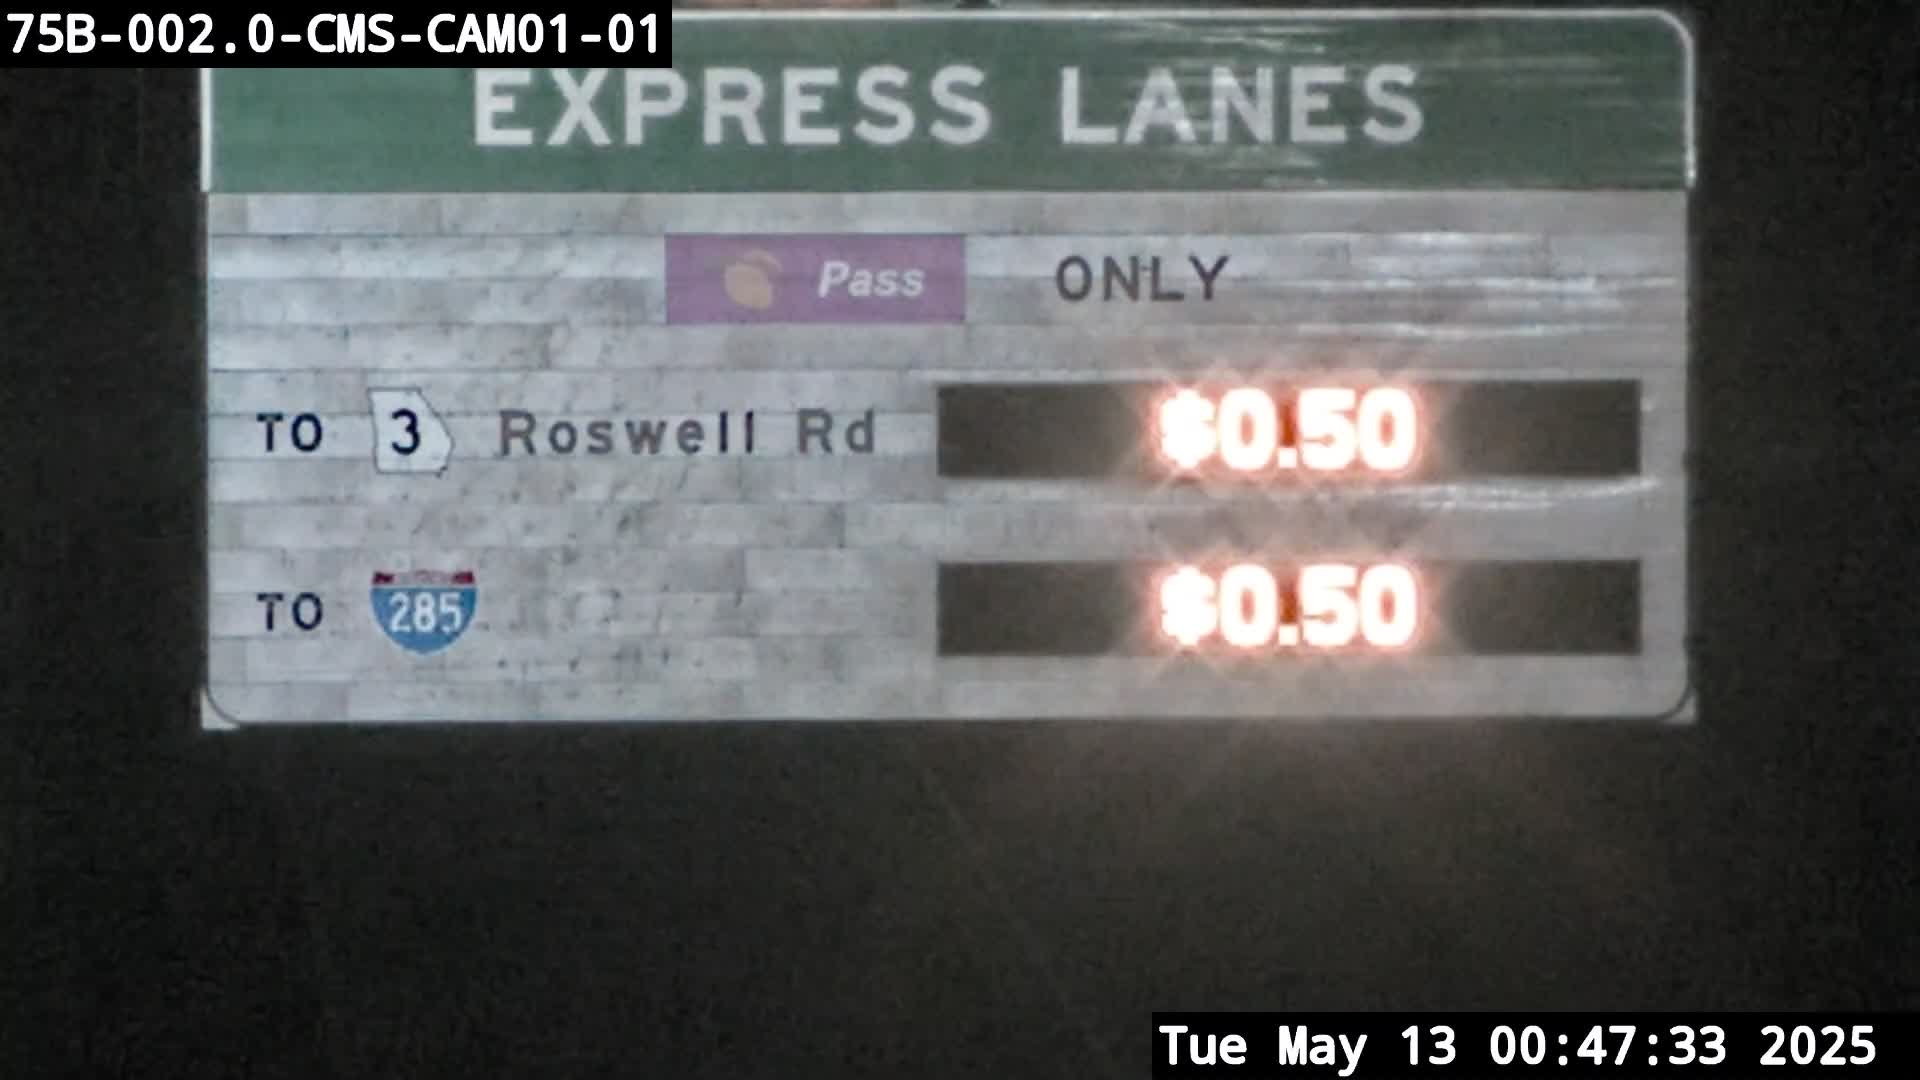 75B-002.0-CMS-CAM01-01
EXPRESS LANES
Pass ONLY
TO 3 Roswell Rd $0.50
TO 285 $0.50
Tue May 13 00:47:33 2025